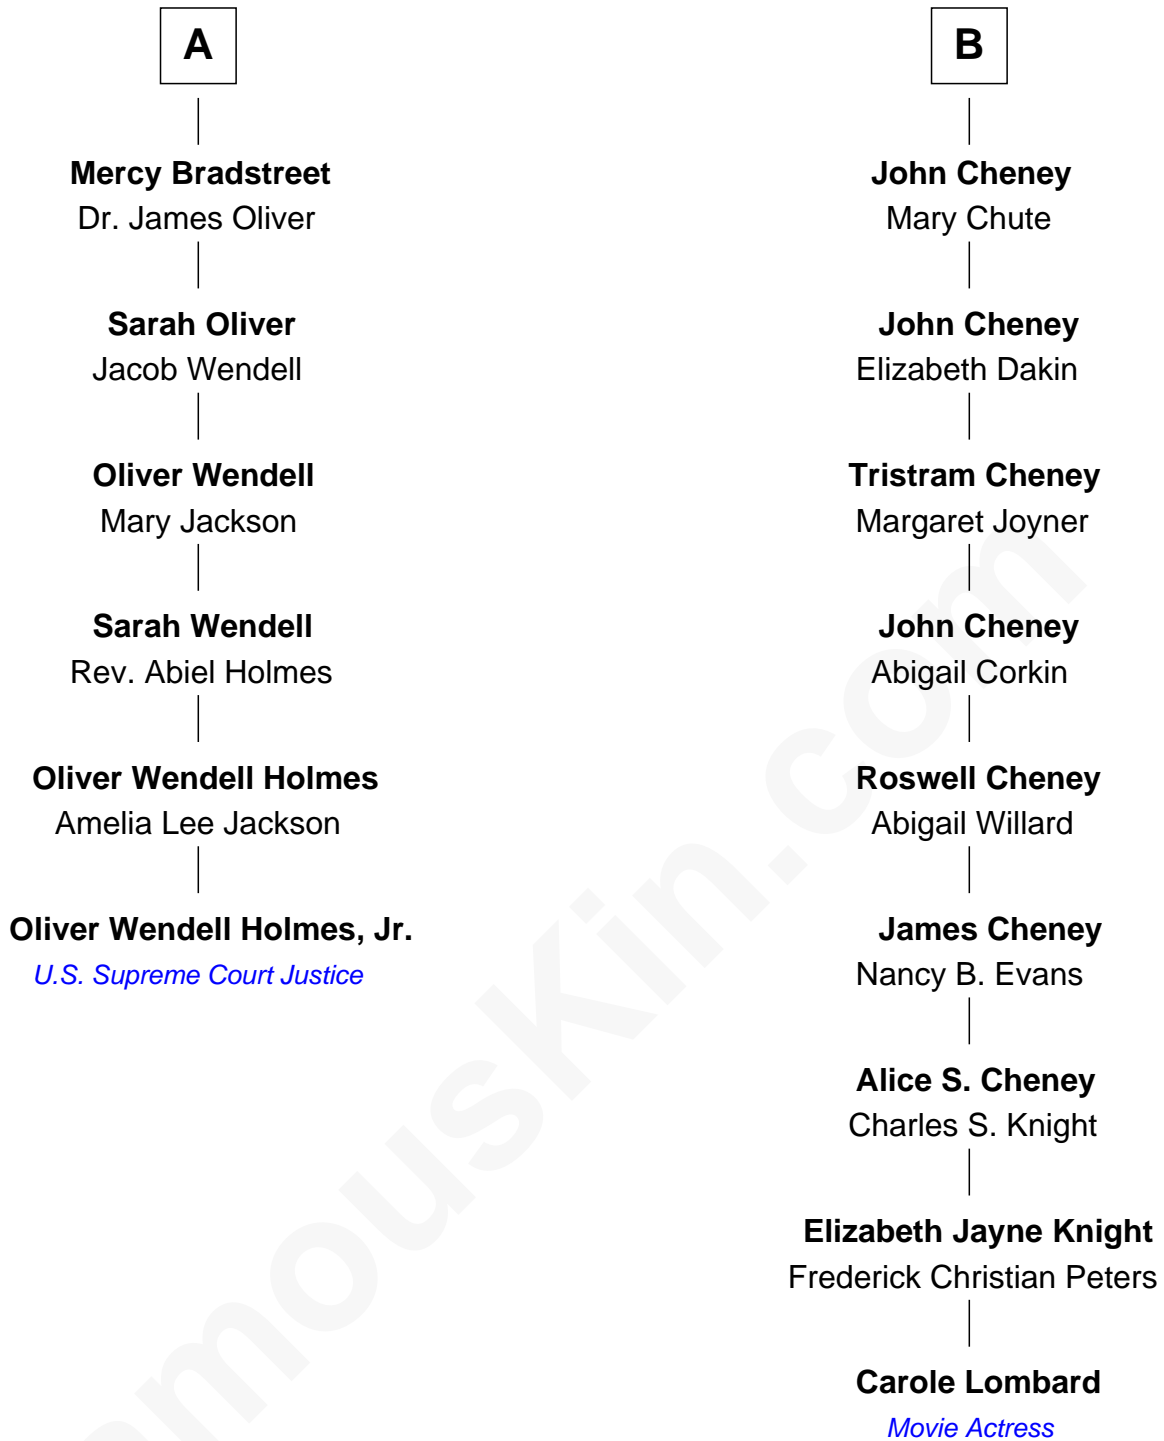 A
Mercy Bradstreet
Dr. James Oliver
Sarah Oliver
Jacob Wendell
Oliver Wendell
Mary Jackson
Sarah Wendell
Rev. Abiel Holmes
Oliver Wendell Holmes
Amelia Lee Jackson
Oliver Wendell Holmes, Jr.
U.S. Supreme Court Justice
B
John Cheney
Mary Chute
John Cheney
Elizabeth Dakin
Tristram Cheney
Margaret Joyner
John Cheney
Abigail Corkin
Roswell Cheney
Abigail Willard
James Cheney
Nancy B. Evans
Alice S. Cheney
Charles S. Knight
Elizabeth Jayne Knight
Frederick Christian Peters
Carole Lombard
Movie Actress
amouskin.com